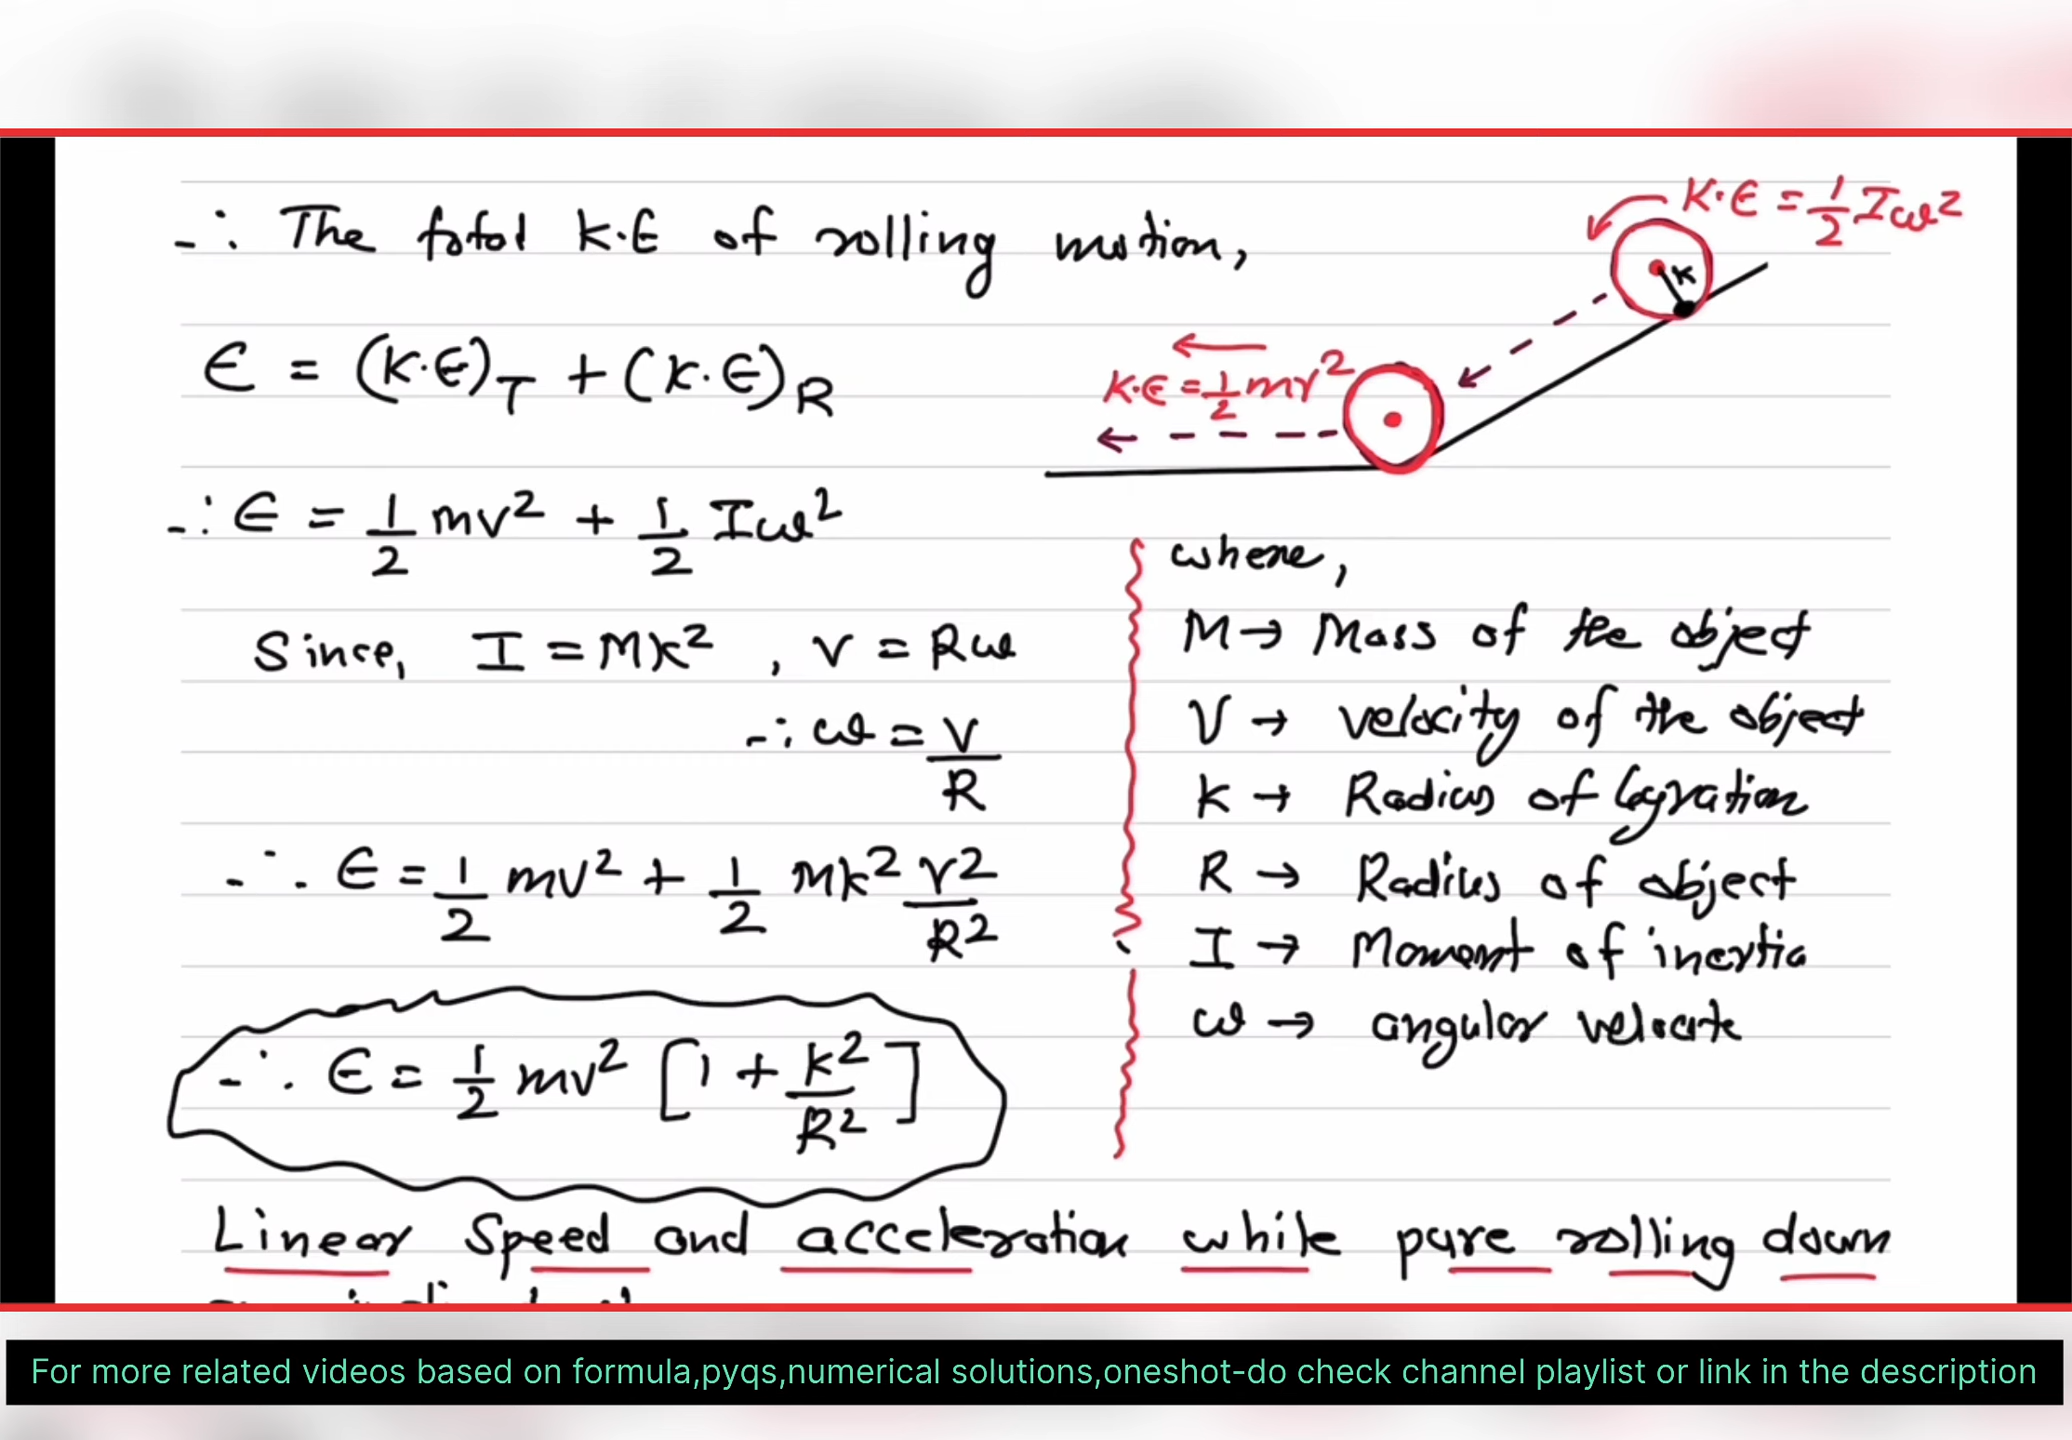 ∴ The total K.E of rolling motion,
E = (K.E)_T + (K.E)_R
∴ E = 1/2 mv² + 1/2 Iω²
Since, I = MK² , v = Rω
∴ ω = v/R
∴ E = 1/2 mv² + 1/2 MK² v²/R²
∴ E = 1/2 mv² [1 + K²/R²]
K.E = 1/2 Iω²
K
K.E = 1/2 mv²
where,
M → Mass of the object
V → velocity of the object
K → Radius of Gyration
R → Radius of object
I → Moment of inertia
ω → angular velocite
Linear Speed and acceleration while pure rolling down
For more related videos based on formula,pyqs,numerical solutions,oneshot-do check channel playlist or link in the description